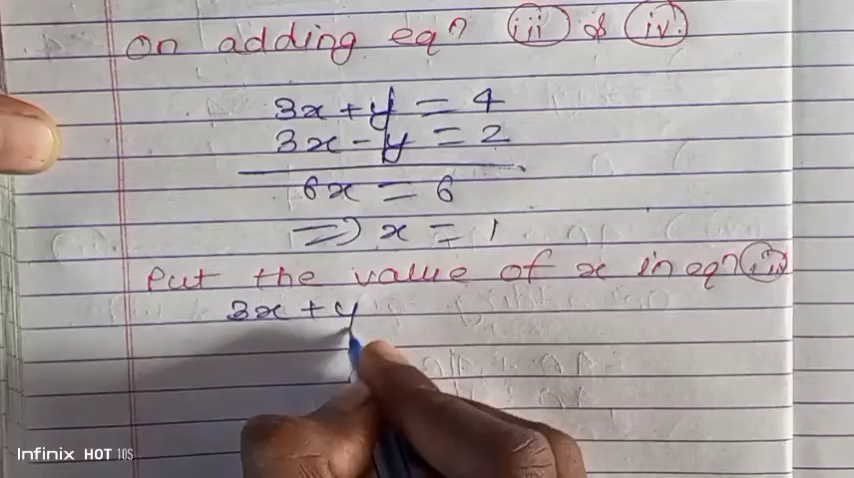 On adding eqn (iii) & (iv).
3x + y = 4
3x - y = 2
6x = 6
=> x = 1
Put the value of x in eqn (iii)
3x + y
Infinix HOT 10S